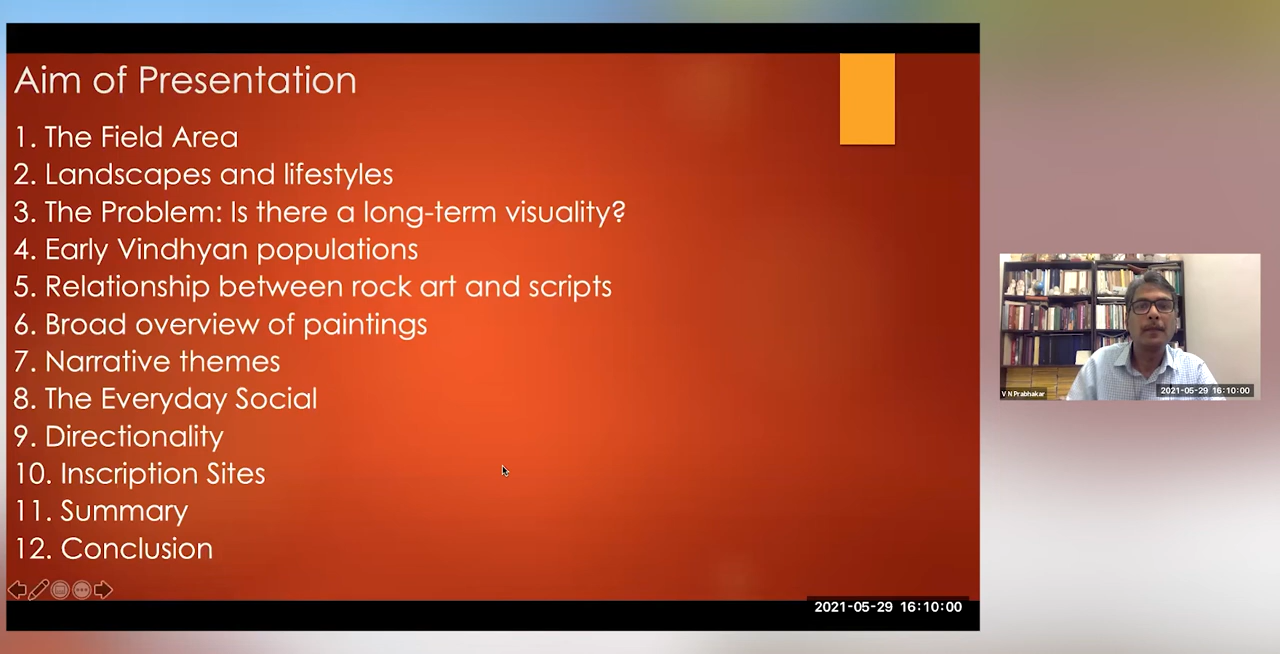 Aim of Presentation
1. The Field Area
2. Landscapes and lifestyles
3. The Problem: Is there a long-term visuality?
4. Early Vindhyan populations
5. Relationship between rock art and scripts
6. Broad overview of paintings
7. Narrative themes
8. The Everyday Social
9. Directionality
10. Inscription Sites
11. Summary
12. Conclusion
2021-05-29 16:10:00
V N Prabhakar
2021-05-29 16:10:00